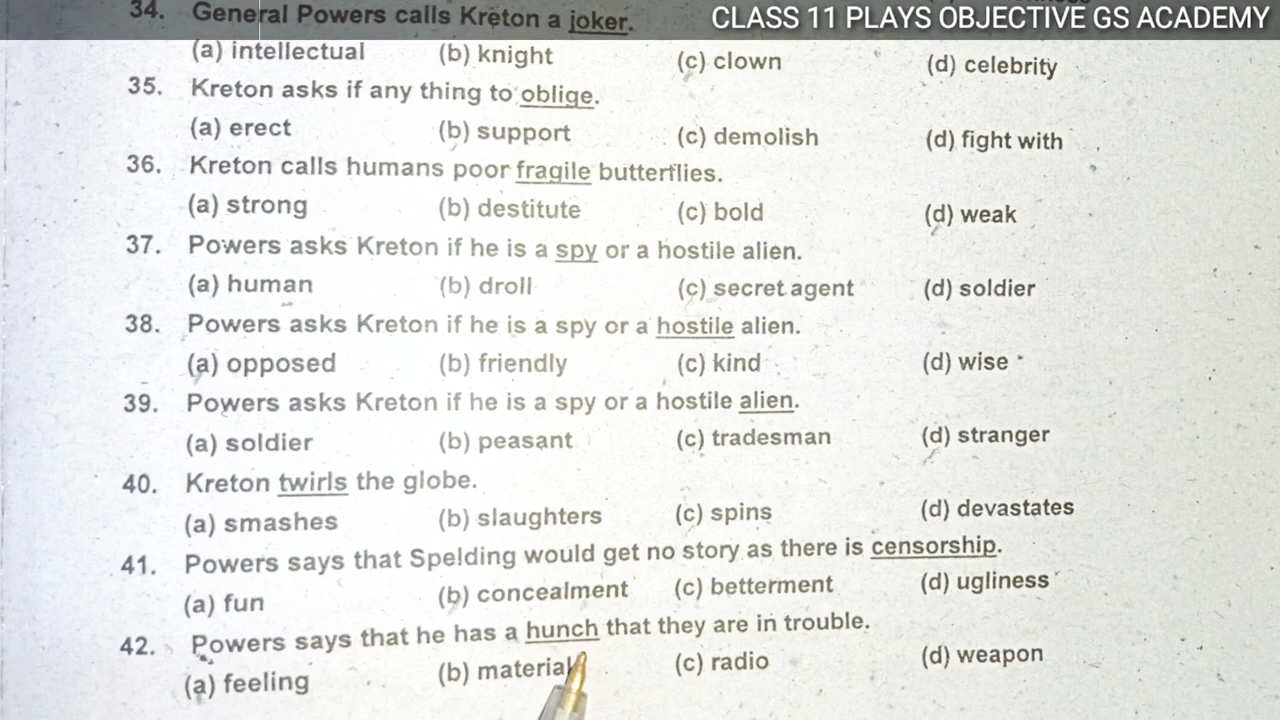 CLASS 11 PLAYS OBJECTIVE GS ACADEMY
34. General Powers calls Kreton a joker.
(a) intellectual (b) knight (c) clown (d) celebrity
35. Kreton asks if any thing to oblige.
(a) erect (b) support (c) demolish (d) fight with
36. Kreton calls humans poor fragile butterflies.
(a) strong (b) destitute (c) bold (d) weak
37. Powers asks Kreton if he is a spy or a hostile alien.
(a) human (b) droll (c) secret agent (d) soldier
38. Powers asks Kreton if he is a spy or a hostile alien.
(a) opposed (b) friendly (c) kind (d) wise
39. Powers asks Kreton if he is a spy or a hostile alien.
(a) soldier (b) peasant (c) tradesman (d) stranger
40. Kreton twirls the globe.
(a) smashes (b) slaughters (c) spins (d) devastates
41. Powers says that Spelding would get no story as there is censorship.
(a) fun (b) concealment (c) betterment (d) ugliness
42. Powers says that he has a hunch that they are in trouble.
(a) feeling (b) material (c) radio (d) weapon